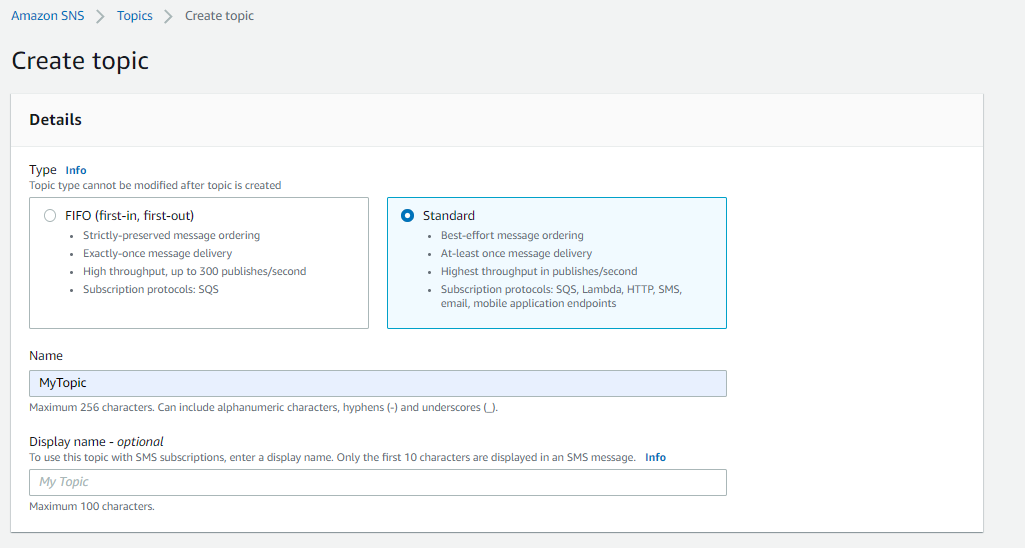 Amazon SNS > Topics > Create topic
Create topic
Details
Type Info
Topic type cannot be modified after topic is created
FIFO (first-in, first-out)
• Strictly-preserved message ordering
• Exactly-once message delivery
• High throughput, up to 300 publishes/second
• Subscription protocols: SQS
Standard
• Best-effort message ordering
• At-least once message delivery
• Highest throughput in publishes/second
• Subscription protocols: SQS, Lambda, HTTP, SMS,
email, mobile application endpoints
Name
MyTopic
Maximum 256 characters. Can include alphanumeric characters, hyphens (-) and underscores (_).
Display name - optional
To use this topic with SMS subscriptions, enter a display name. Only the first 10 characters are displayed in an SMS message. Info
My Topic
Maximum 100 characters.